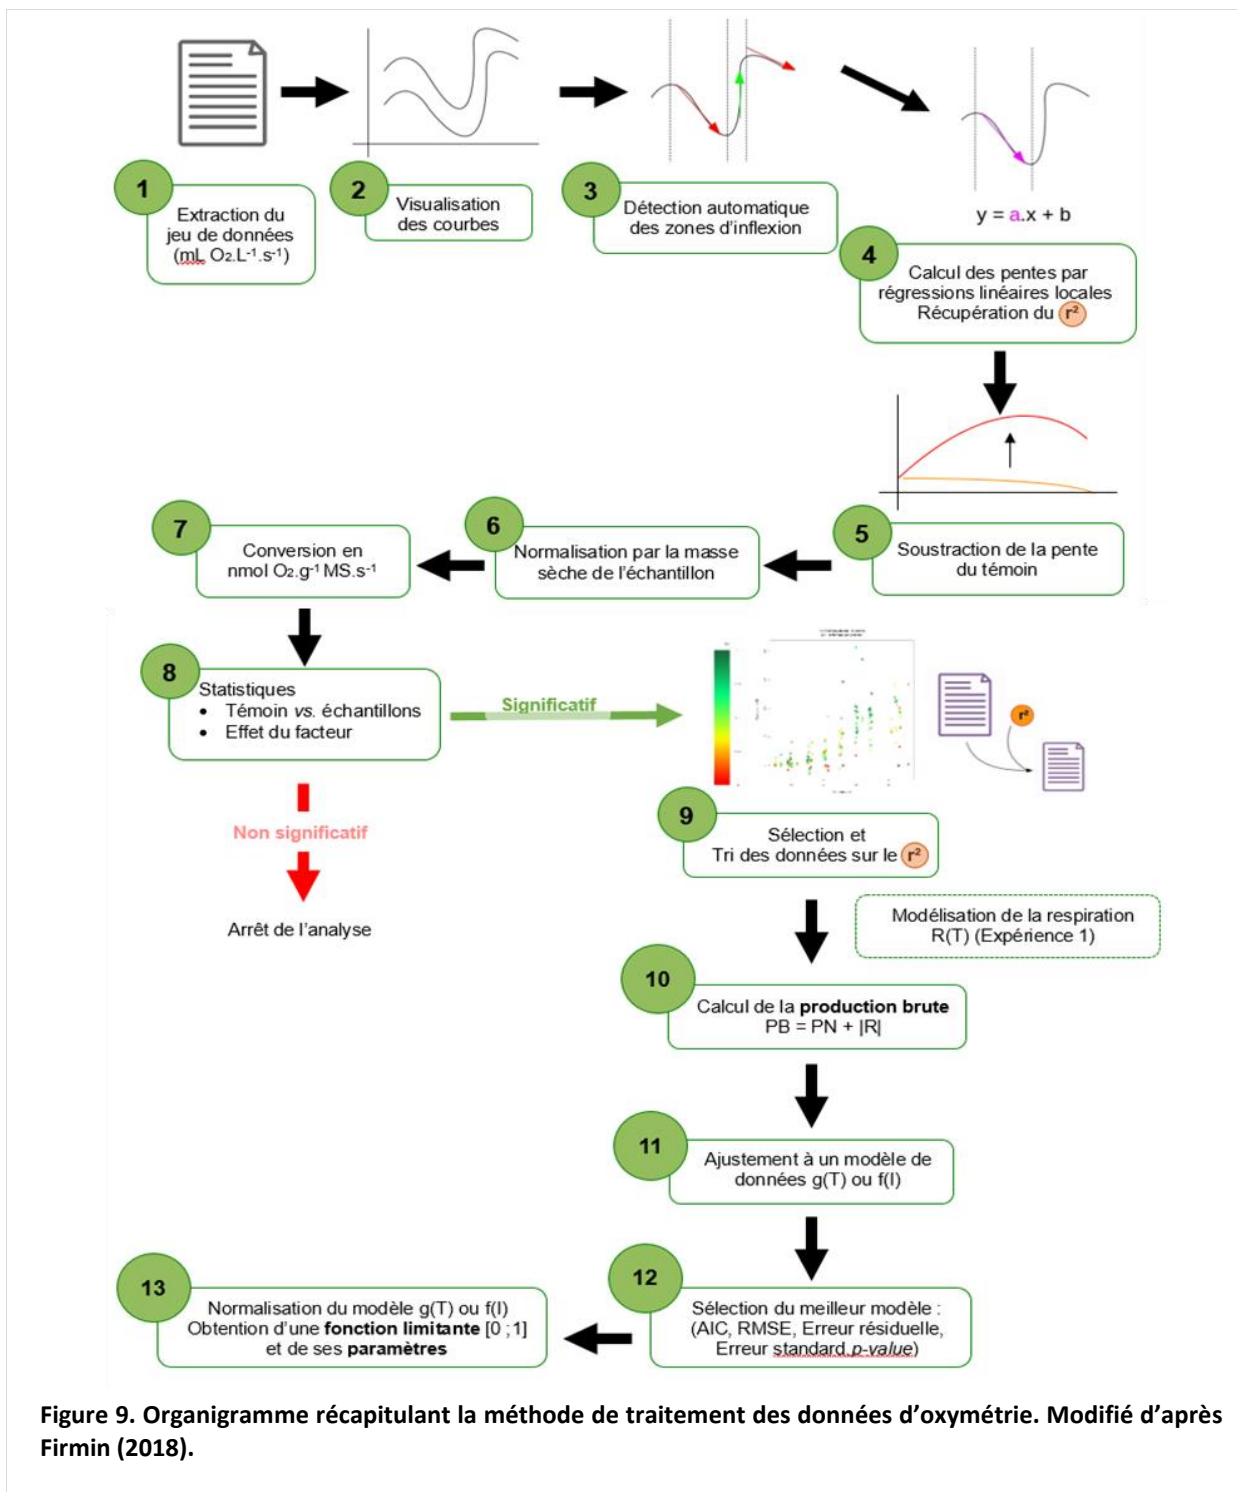 1
Extraction du
jeu de données
(mL O₂.L⁻¹.s⁻¹)
2
Visualisation
des courbes
3
Détection automatique
des zones d'inflexion
y = a.x + b
4
Calcul des pentes par
régressions linéaires locales
Récupération du r²
5
Soustraction de la pente
du témoin
6
Normalisation par la masse
sèche de l'échantillon
7
Conversion en
nmol O₂.g⁻¹ MS.s⁻¹
8
Statistiques
• Témoin vs. échantillons
• Effet du facteur
Significatif
Non significatif
Arrêt de l'analyse
r²
9
Sélection et
Tri des données sur le r²
Modélisation de la respiration
R(T) (Expérience 1)
10
Calcul de la production brute
PB = PN + |R|
11
Ajustement à un modèle de
données g(T) ou f(I)
12
Sélection du meilleur modèle :
(AIC, RMSE, Erreur résiduelle,
Erreur standard,p-value)
13
Normalisation du modèle g(T) ou f(I)
Obtention d'une fonction limitante [0 ;1]
et de ses paramètres
Figure 9. Organigramme récapitulant la méthode de traitement des données d'oxymétrie. Modifié d'après
Firmin (2018).